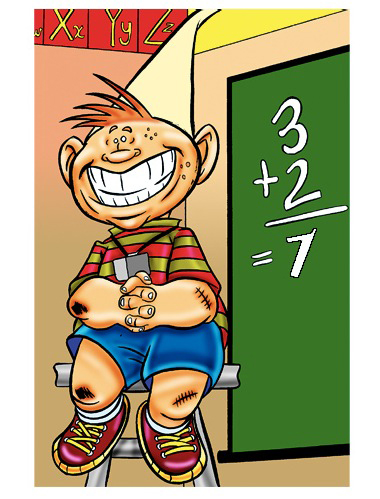 w Xx Yy Zz
3
+2
= 7